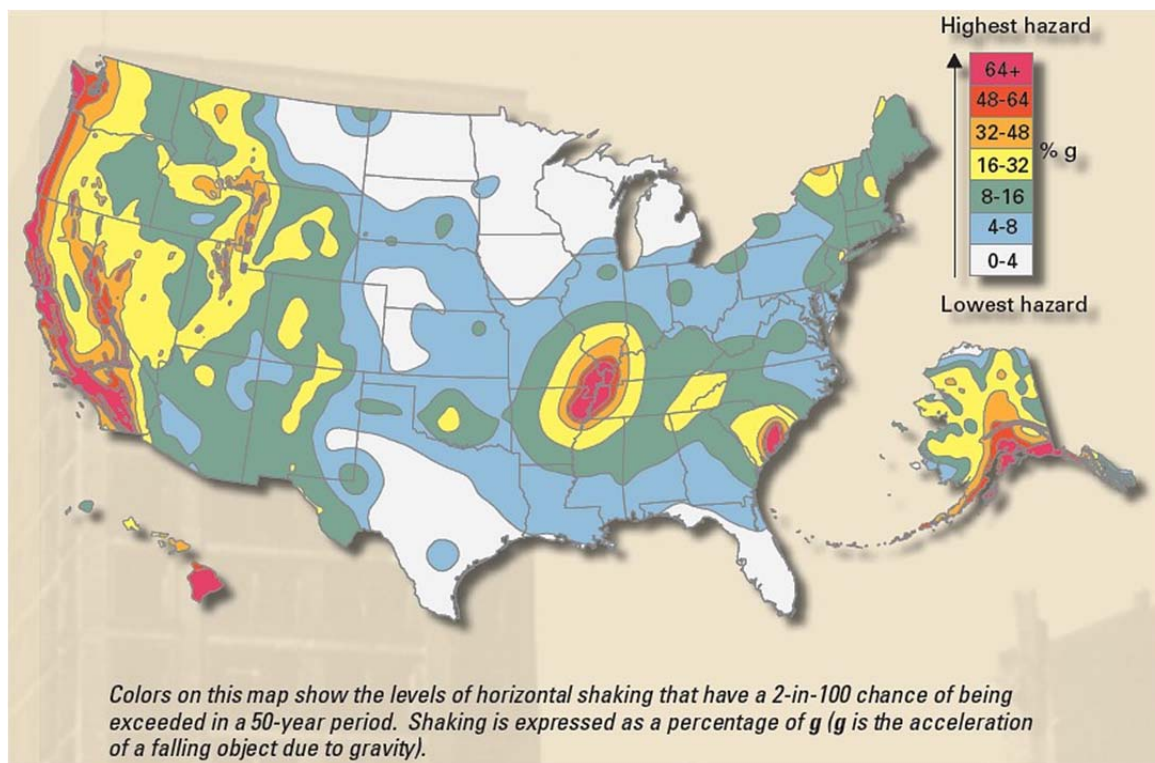 Highest hazard
64+
48-64
32-48
16-32
8-16
4-8
0-4
% g
Lowest hazard
Colors on this map show the levels of horizontal shaking that have a 2-in-100 chance of being
exceeded in a 50-year period. Shaking is expressed as a percentage of g (g is the acceleration
of a falling object due to gravity).